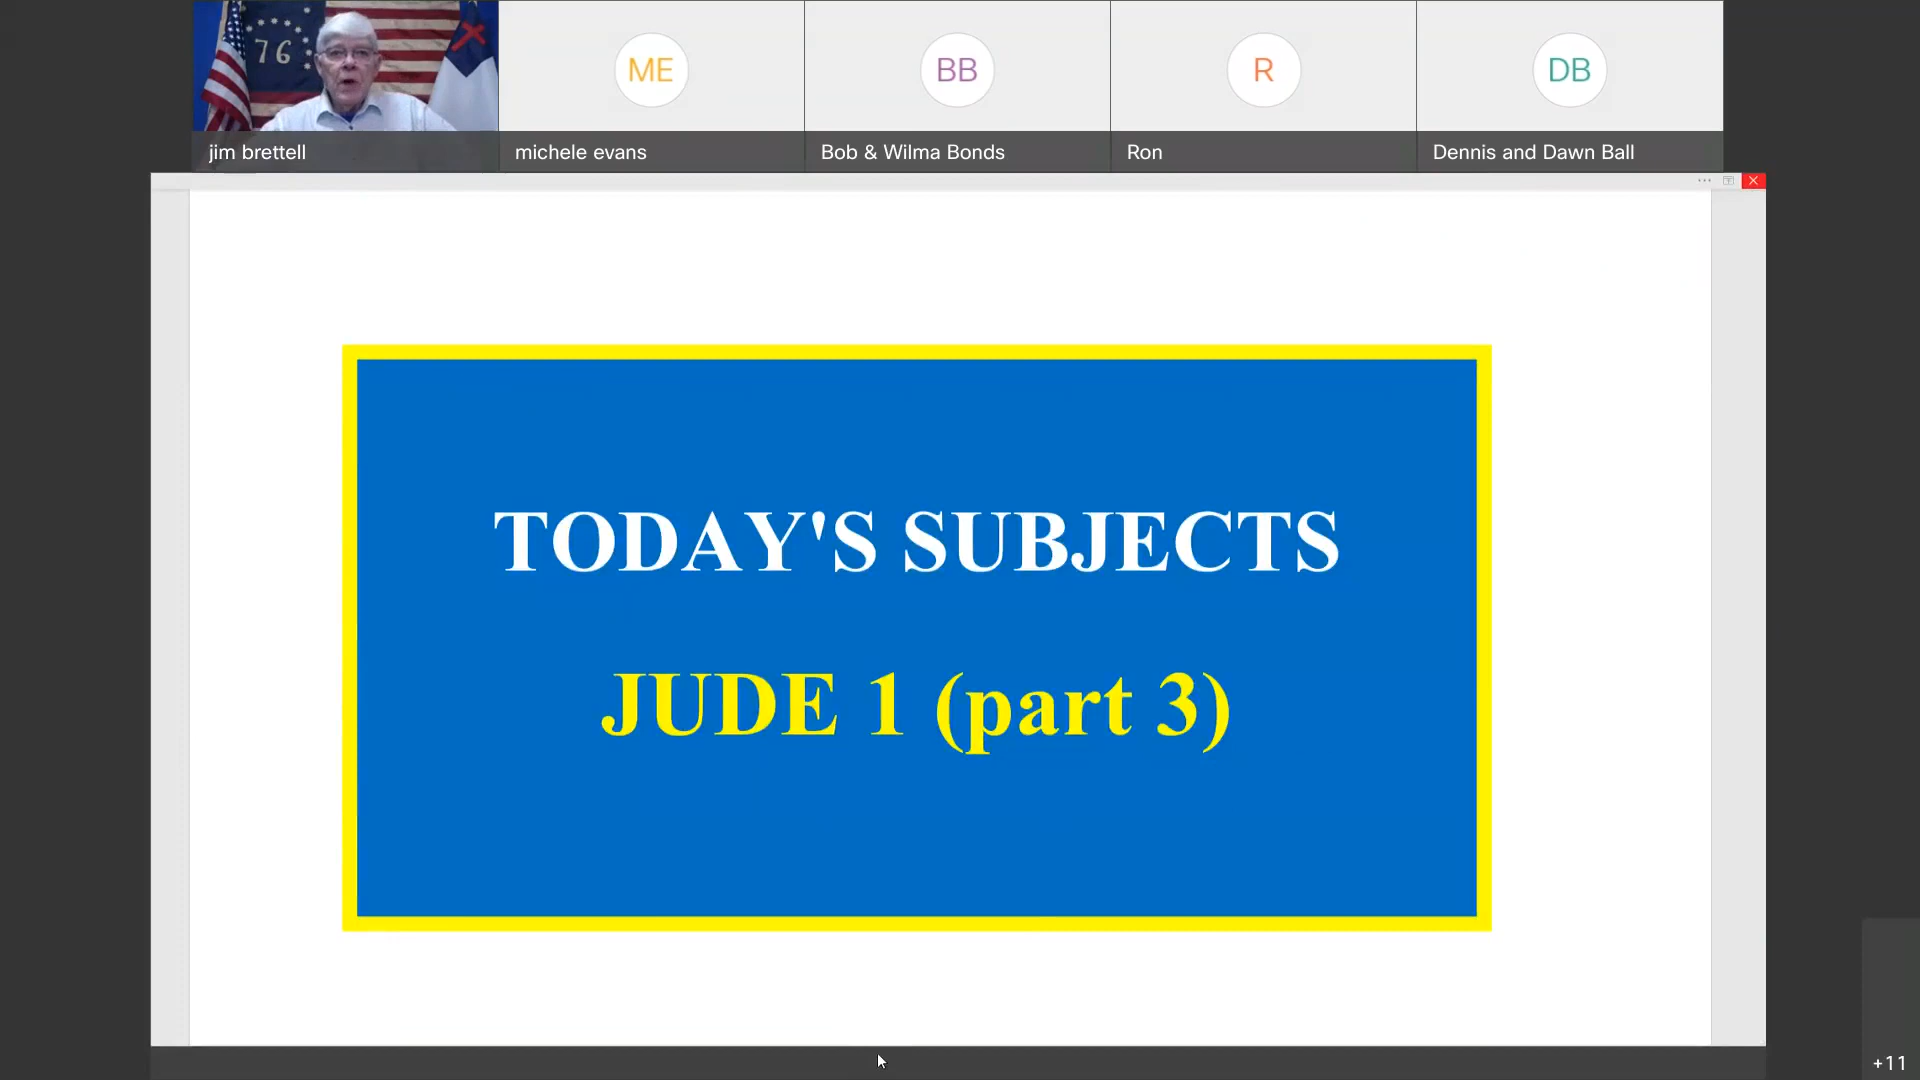 76
ME
BB
R
DB
jim brettell
michele evans
Bob & Wilma Bonds
Ron
Dennis and Dawn Ball
TODAY'S SUBJECTS
JUDE 1 (part 3)
+11